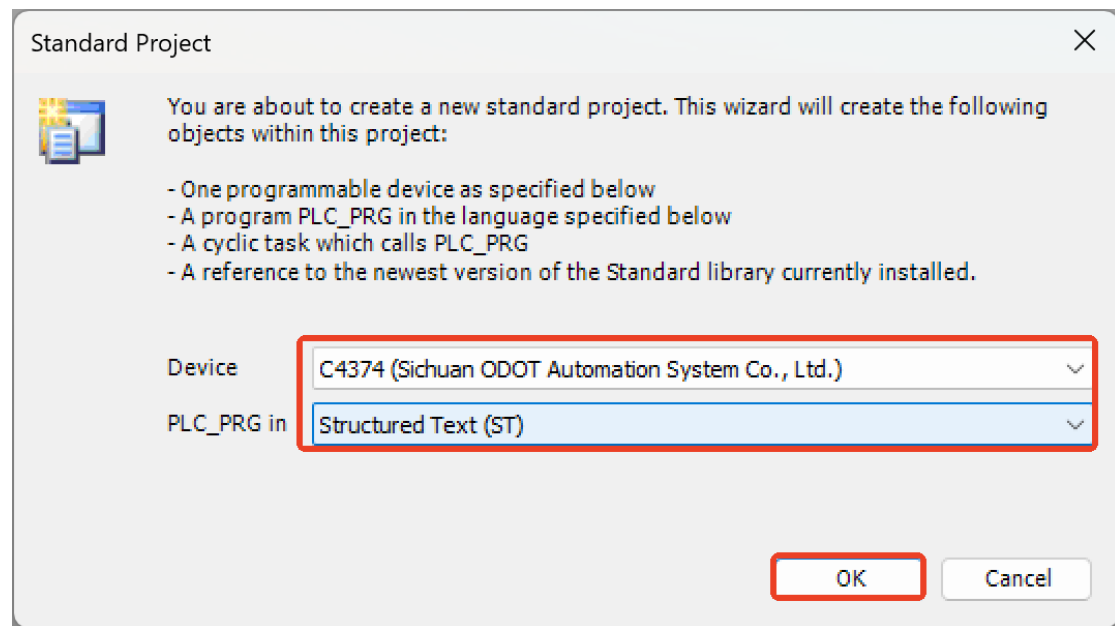 Standard Project
You are about to create a new standard project. This wizard will create the following
objects within this project:
- One programmable device as specified below
- A program PLC_PRG in the language specified below
- A cyclic task which calls PLC_PRG
- A reference to the newest version of the Standard library currently installed.
Device C4374 (Sichuan ODOT Automation System Co., Ltd.)
PLC_PRG in Structured Text (ST)
OK Cancel